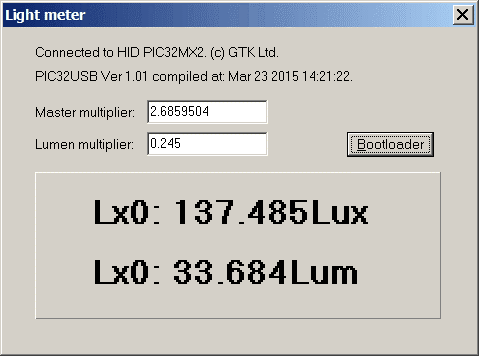 Light meter
Connected to HID PIC32MX2. (c) GTK Ltd.
PIC32USB Ver 1.01 compiled at: Mar 23 2015 14:21:22.
Master multiplier: 2.6859504
Lumen multiplier: 0.245 Bootloader
Lx0: 137.485Lux
Lx0: 33.684Lum